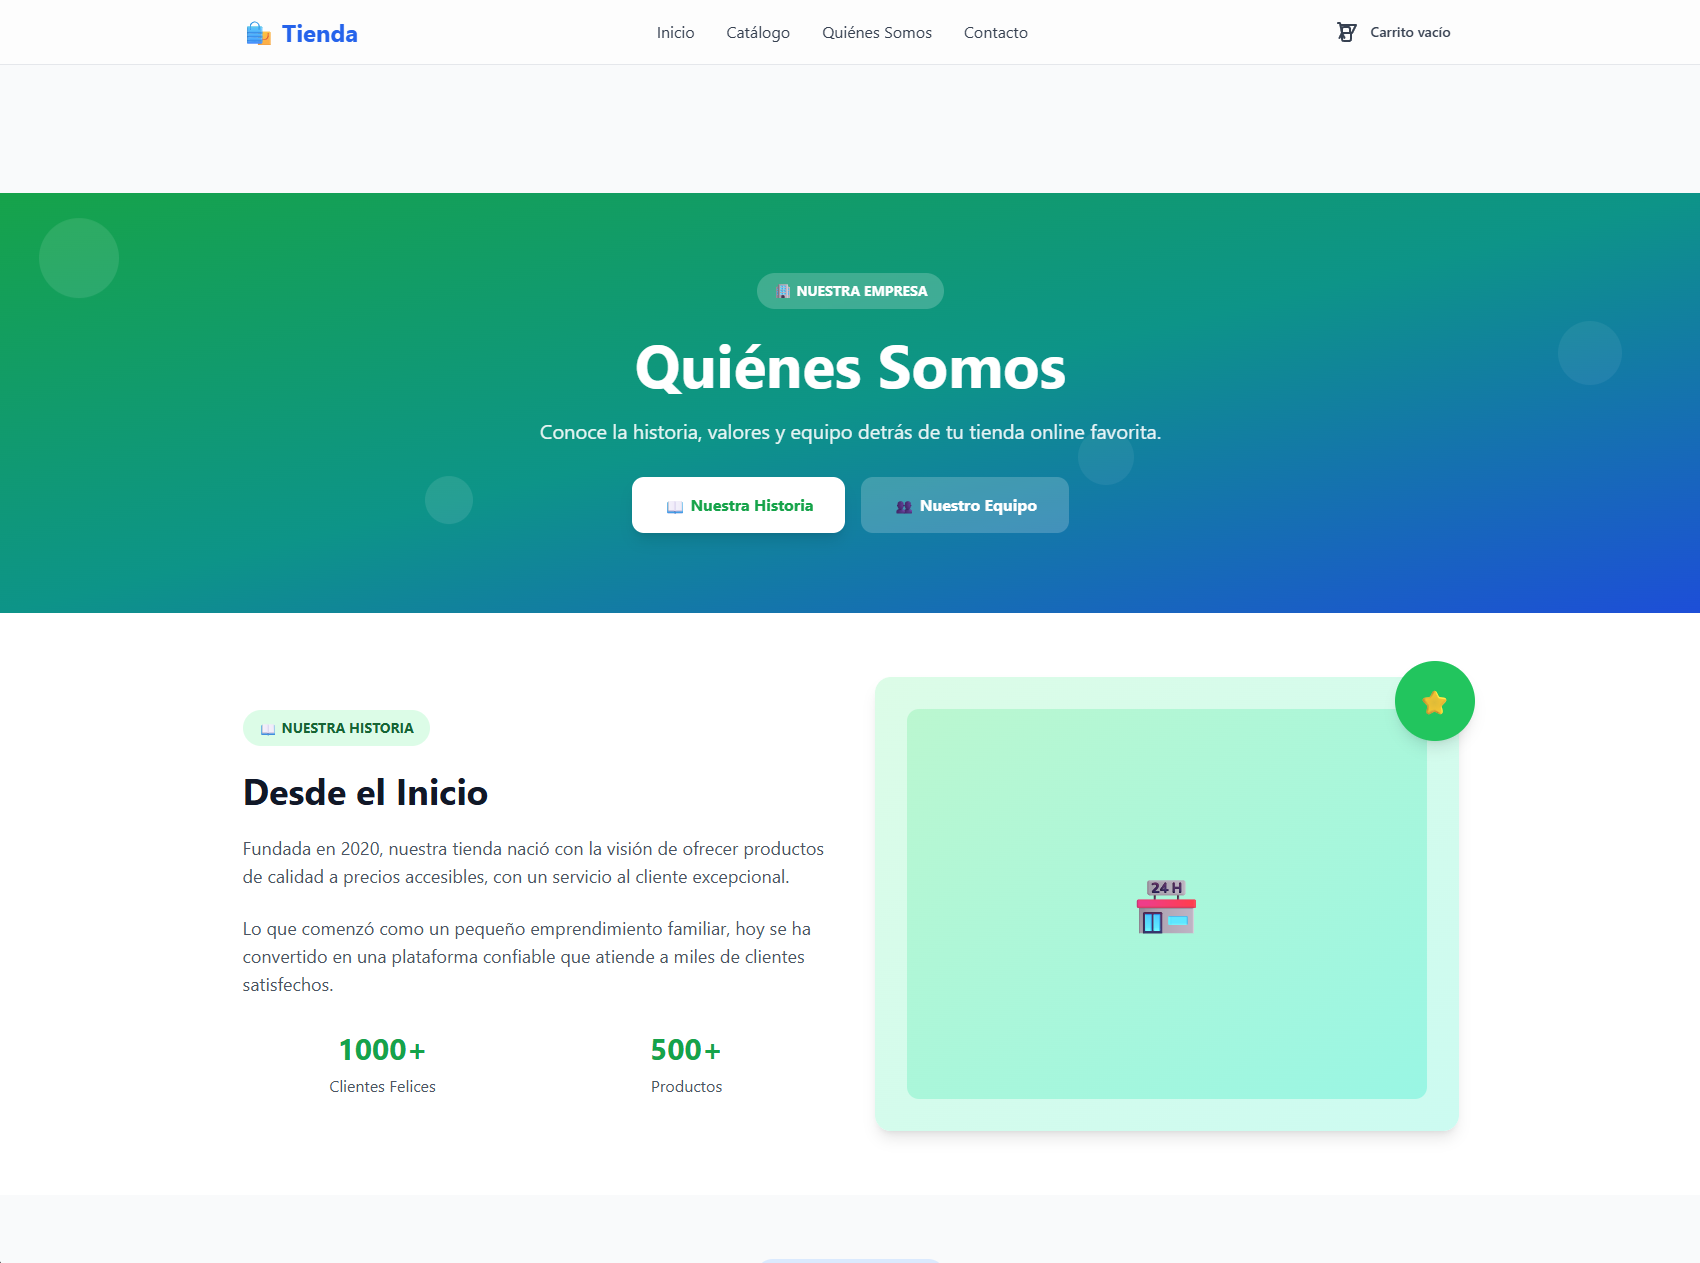 Tienda
Inicio
Catálogo
Quiénes Somos
Contacto
Carrito vacío
NUESTRA EMPRESA
Quiénes Somos
Conoce la historia, valores y equipo detrás de tu tienda online favorita.
Nuestra Historia
Nuestro Equipo
NUESTRA HISTORIA
Desde el Inicio
Fundada en 2020, nuestra tienda nació con la visión de ofrecer productos
de calidad a precios accesibles, con un servicio al cliente excepcional.
Lo que comenzó como un pequeño emprendimiento familiar, hoy se ha
convertido en una plataforma confiable que atiende a miles de clientes
satisfechos.
1000+
Clientes Felices
500+
Productos
24 H